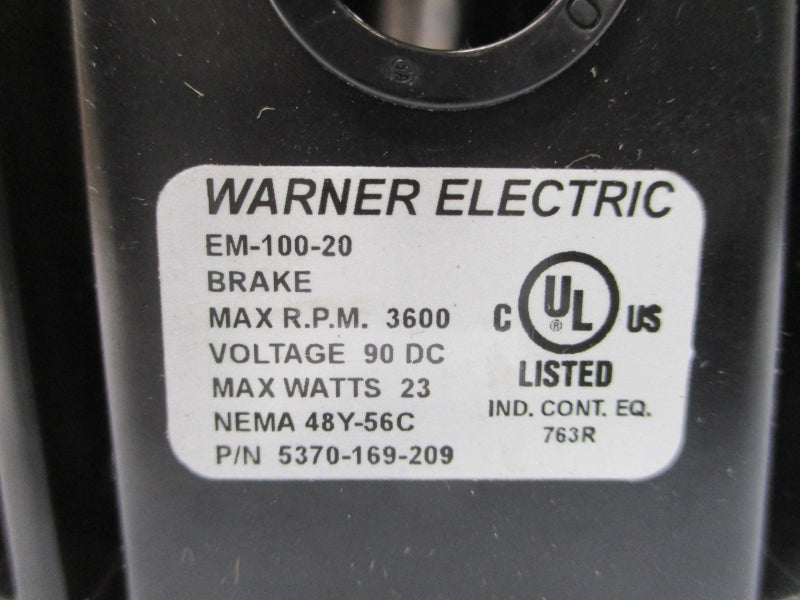 WARNER ELECTRIC
EM-100-20
BRAKE
MAX R.P.M. 3600
VOLTAGE 90 DC
MAX WATTS 23
NEMA 48Y-56C
P/N 5370-169-209
C UL ® US
LISTED
IND. CONT. EQ.
763R